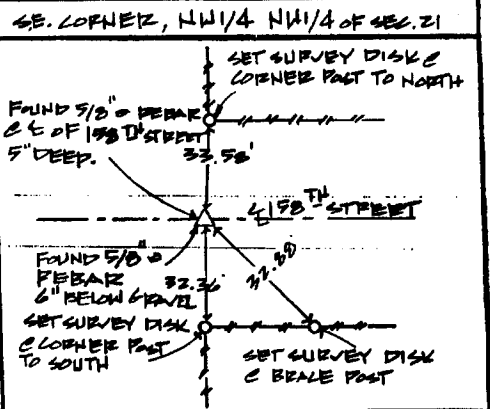 S.E. CORNER, NW1/4 NW1/4 OF SEC. 21
SET SURVEY DISK @
CORNER POST TO NORTH
FOUND 5/8" ⌀ REBAR
@ ℄ OF 158TH STREET
5" DEEP.
33.58'
℄ 158TH STREET
FOUND 5/8" ⌀
REBAR
6" BELOW GRAVEL
32.36'
32.88
SET SURVEY DISK
@ CORNER POST
TO SOUTH
SET SURVEY DISK
@ BRACE POST